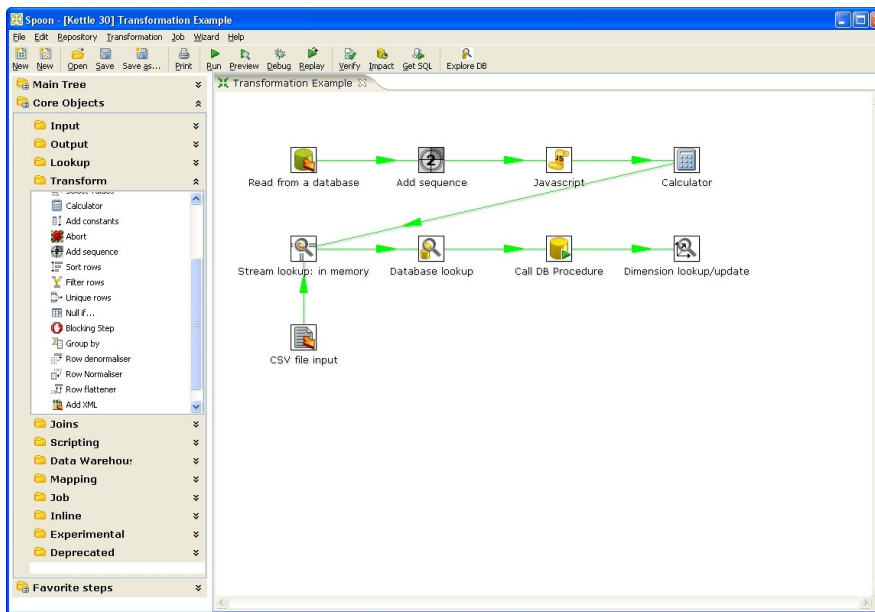 Spoon - [Kettle 30] Transformation Example
File Edit Repository Transformation Job Wizard Help
New New Open Save Save as... Print Run Preview Debug Replay Verify Impact Get SQL Explore DB
Main Tree
Transformation Example
Core Objects
Input
Output
Lookup
Transform
Calculator
Add constants
Abort
Add sequence
Sort rows
Filter rows
Unique rows
Null if...
Blocking Step
Group by
Row denormaliser
Row Normaliser
Row flattener
Add XML
Joins
Scripting
Data Warehou
Mapping
Job
Inline
Experimental
Deprecated
Favorite steps
Read from a database Add sequence Javascript Calculator
Stream lookup: in memory Database lookup Call DB Procedure Dimension lookup/update
CSV file input